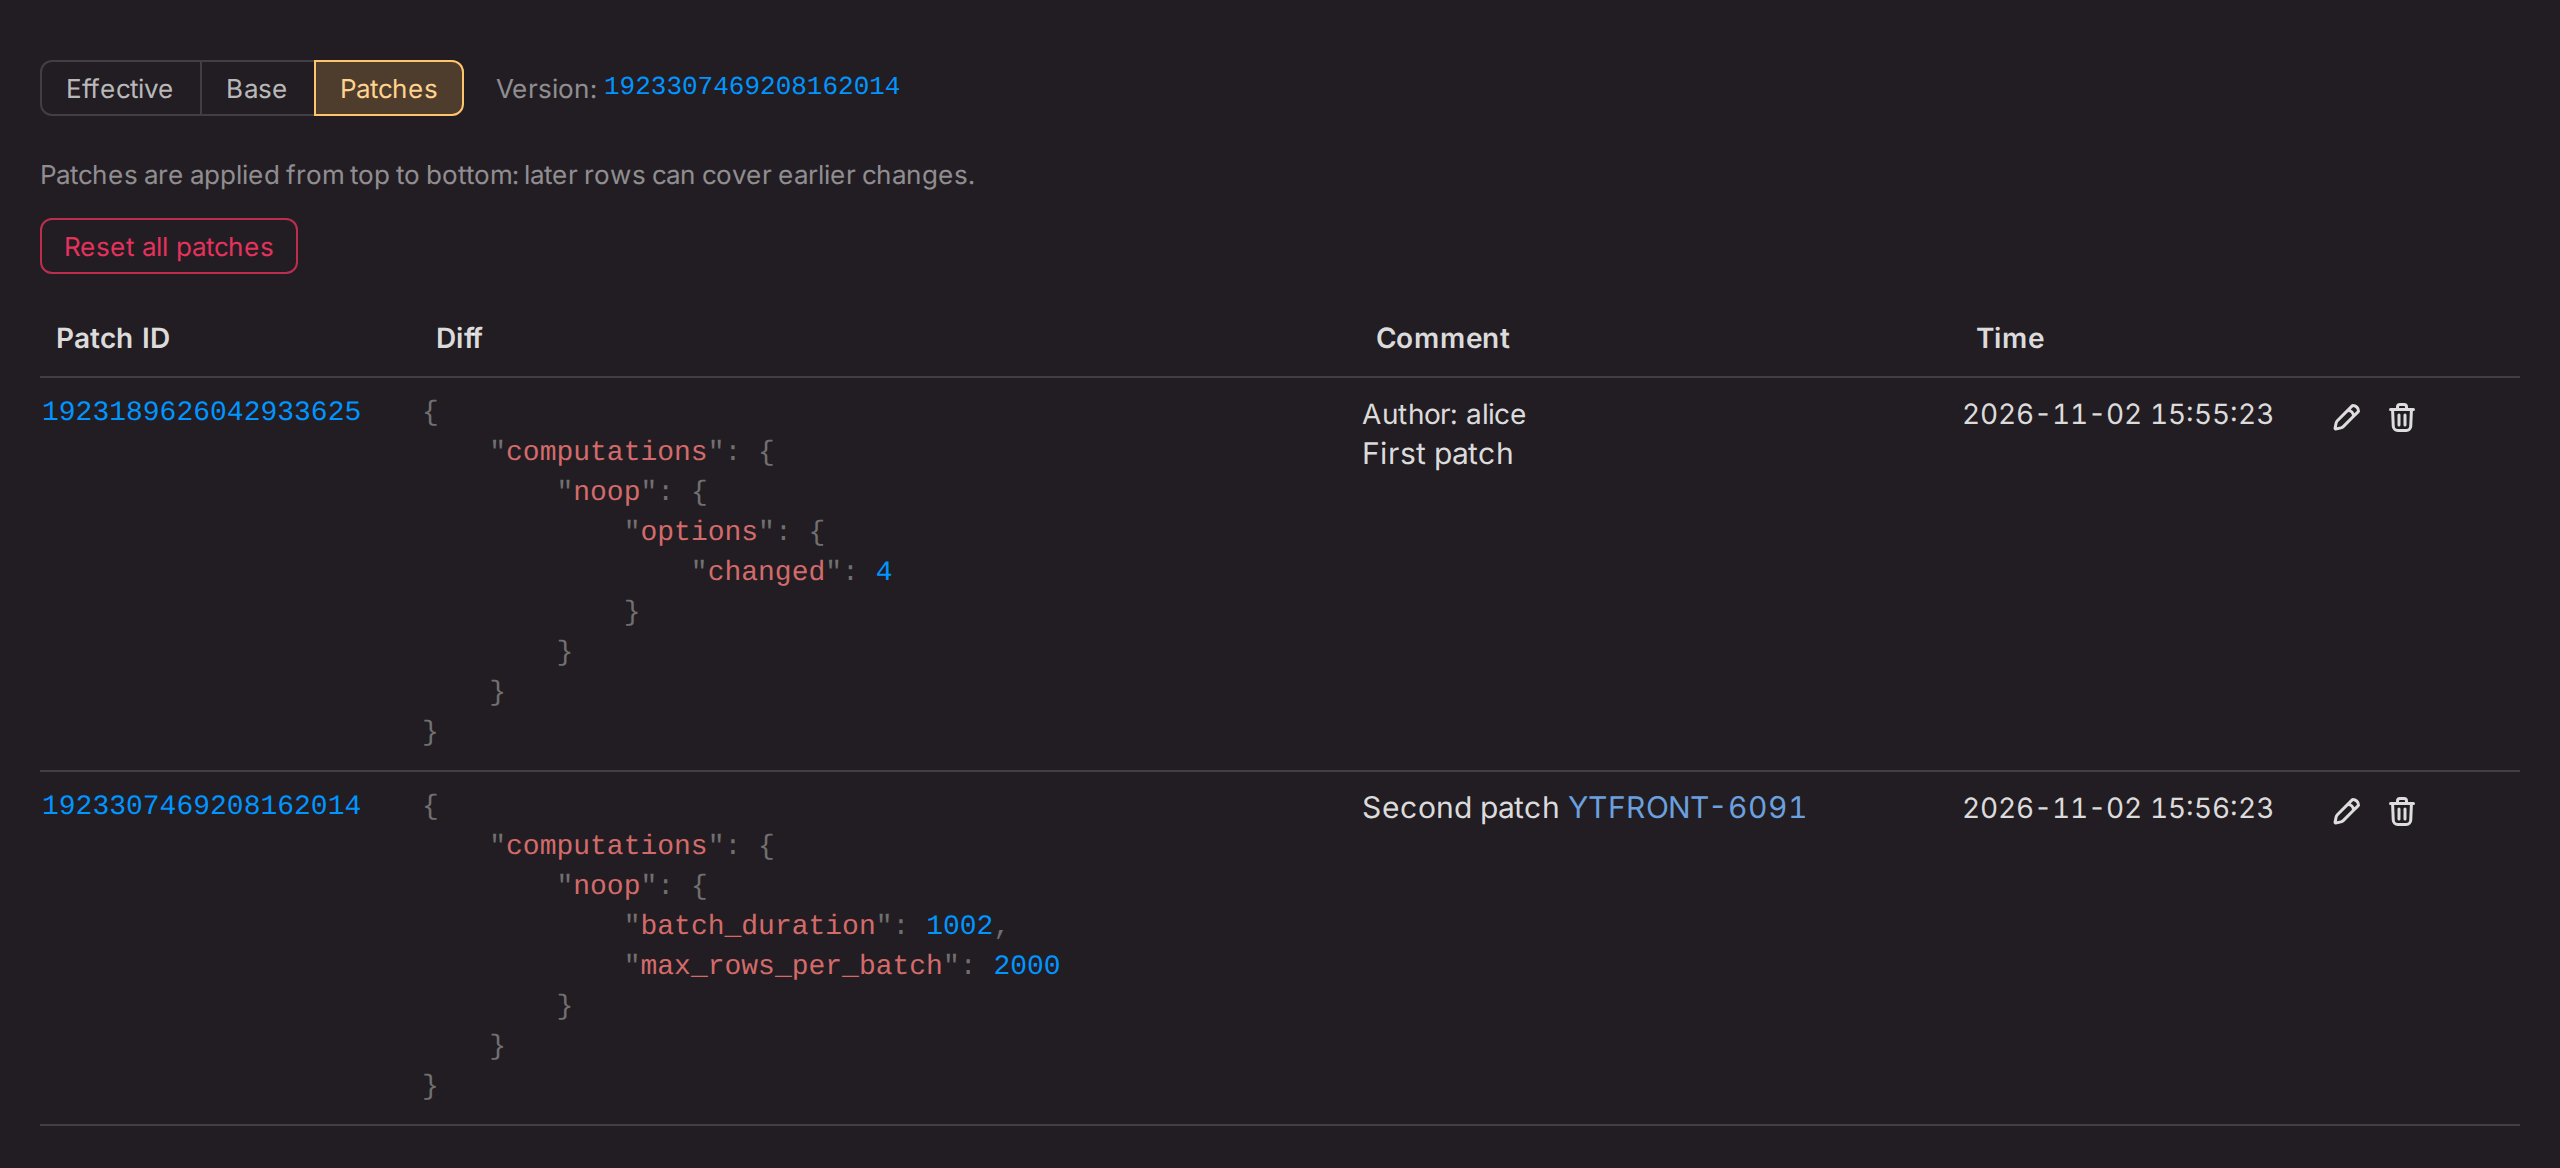 Effective Base Patches Version: 1923307469208162014
Patches are applied from top to bottom: later rows can cover earlier changes.
Reset all patches
Patch ID Diff Comment Time
1923189626042933625 { Author: alice 2026-11-02 15:55:23
"computations": { First patch
"noop": {
"options": {
"changed": 4
}
}
}
}
1923307469208162014 { Second patch YTFRONT-6091 2026-11-02 15:56:23
"computations": {
"noop": {
"batch_duration": 1002,
"max_rows_per_batch": 2000
}
}
}